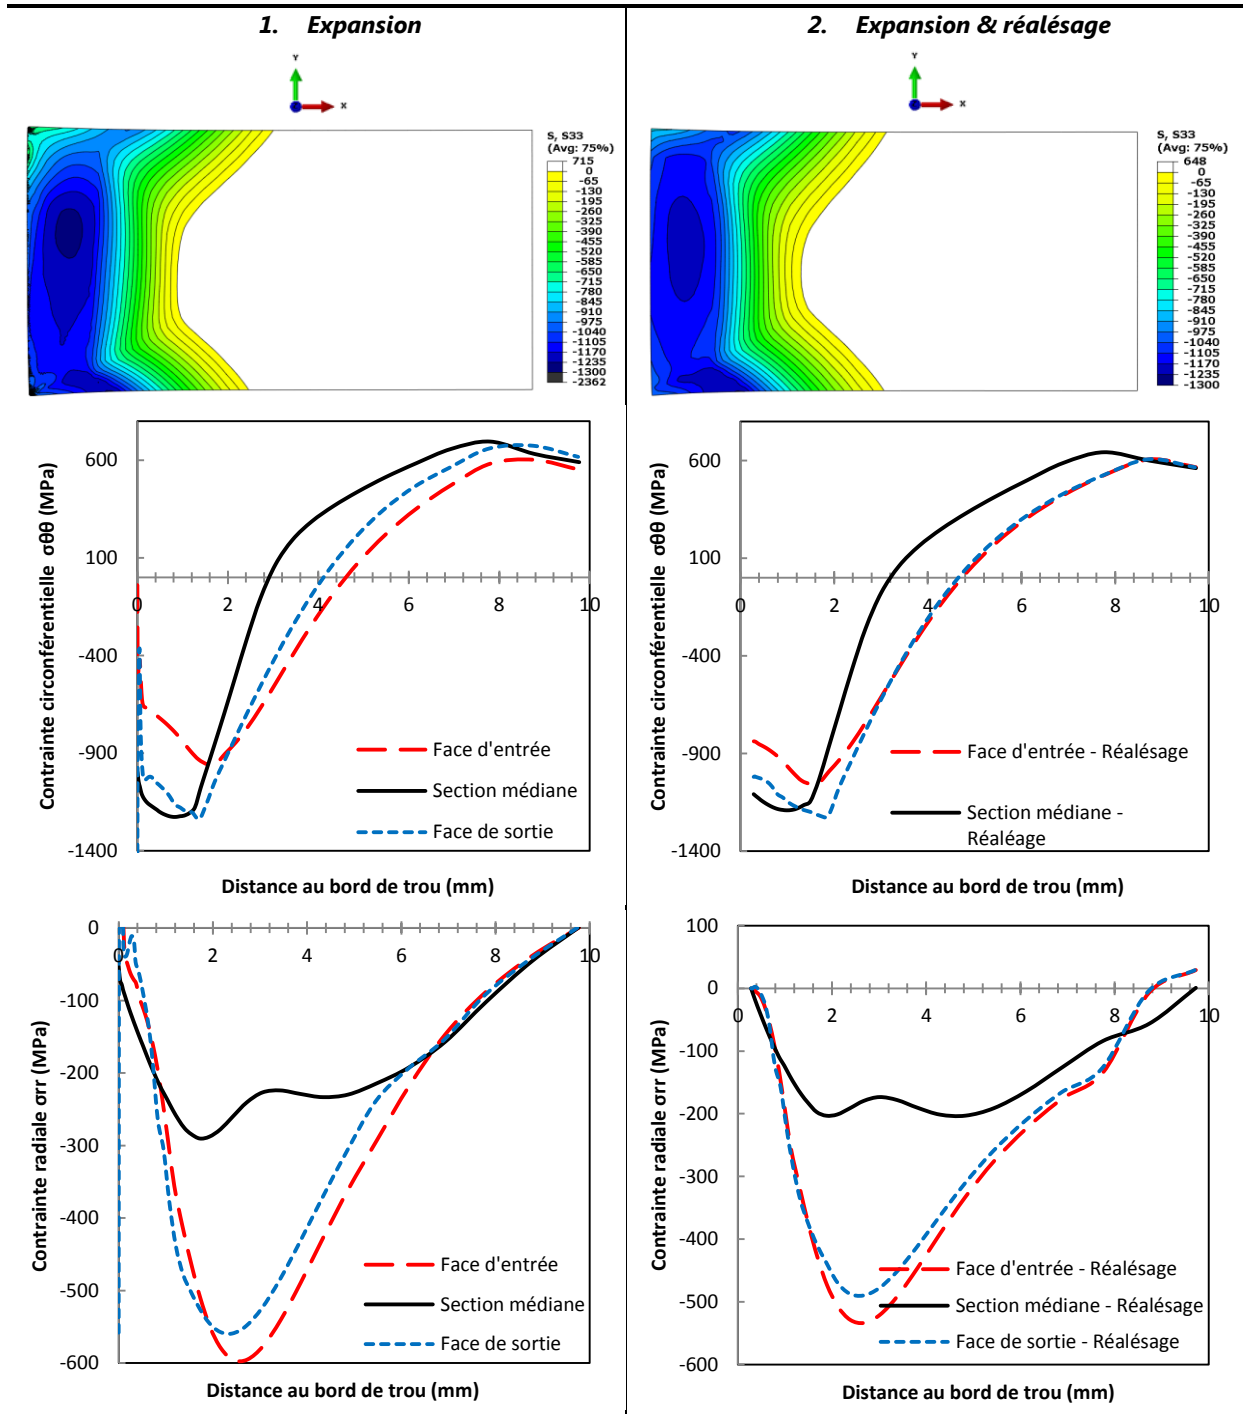 1. Expansion
2. Expansion & réalésage
Y
X
S, S33
(Avg: 75%)
715
0
-65
-130
-195
-260
-325
-390
-455
-520
-585
-650
-715
-780
-845
-910
-975
-1040
-1105
-1170
-1235
-1300
-2362
Y
X
S, S33
(Avg: 75%)
648
0
-65
-130
-195
-260
-325
-390
-455
-520
-585
-650
-715
-780
-845
-910
-975
-1040
-1105
-1170
-1235
-1300
Contrainte circonférentielle σθθ (MPa)
600
100
-400
-900
-1400
0 2 4 6 8 10
Face d'entrée
Section médiane
Face de sortie
Distance au bord de trou (mm)
Contrainte circonférentielle σθθ (MPa)
600
100
-400
-900
-1400
0 2 4 6 8 10
Face d'entrée - Réalésage
Section médiane -
Réaléage
Distance au bord de trou (mm)
Contrainte radiale σrr (MPa)
0
-100
-200
-300
-400
-500
-600
0 2 4 6 8 10
Face d'entrée
Section médiane
Face de sortie
Distance au bord de trou (mm)
Contrainte radiale σrr (MPa)
100
0
-100
-200
-300
-400
-500
-600
0 2 4 6 8 10
Face d'entrée - Réalésage
Section médiane - Réalésage
Face de sortie - Réalésage
Distance au bord de trou (mm)